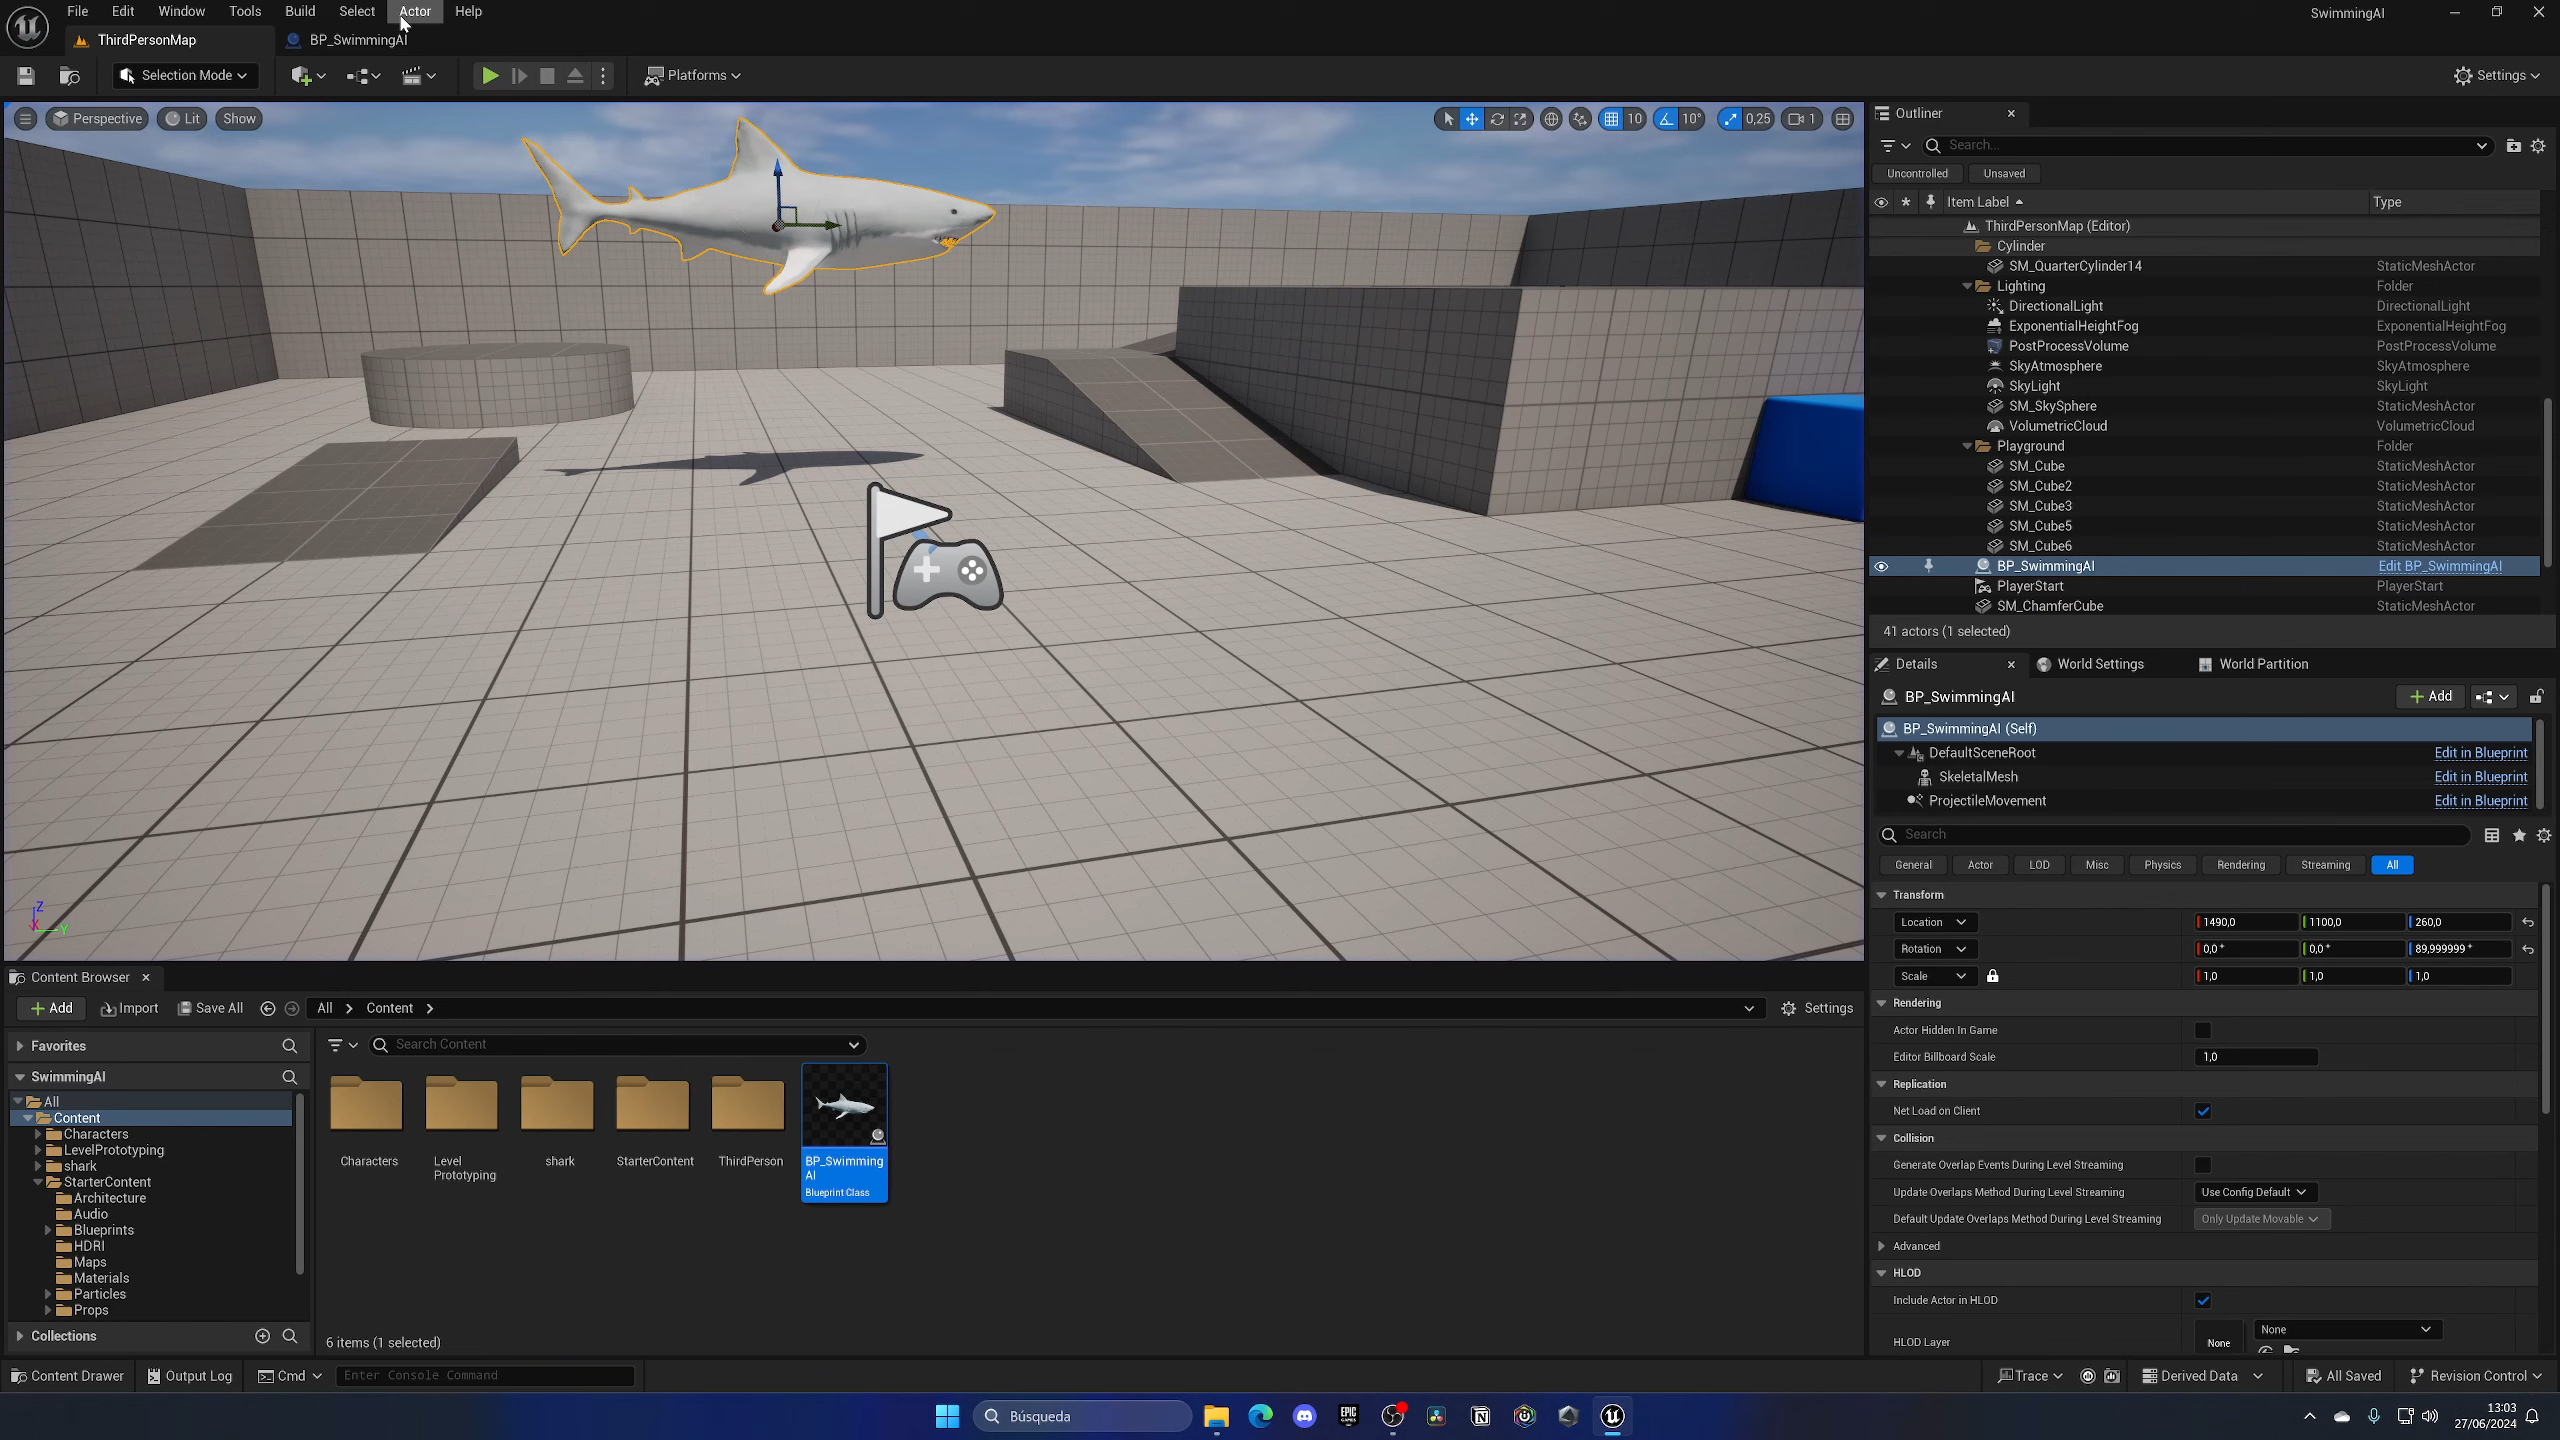 File Edit Window Tools Build Select Actor Help
SwimmingAI
ThirdPersonMap
BP_SwimmingAI
Selection Mode
Platforms
Settings
Perspective
Lit
Show
10
10°
0,25
1
Z
X
Y
Outliner
Search...
Uncontrolled
Unsaved
Item Label
Type
ThirdPersonMap (Editor)
Cylinder
SM_QuarterCylinder14 StaticMeshActor
Lighting Folder
DirectionalLight DirectionalLight
ExponentialHeightFog ExponentialHeightFog
PostProcessVolume PostProcessVolume
SkyAtmosphere SkyAtmosphere
SkyLight SkyLight
SM_SkySphere StaticMeshActor
VolumetricCloud VolumetricCloud
Playground Folder
SM_Cube StaticMeshActor
SM_Cube2 StaticMeshActor
SM_Cube3 StaticMeshActor
SM_Cube5 StaticMeshActor
SM_Cube6 StaticMeshActor
BP_SwimmingAI Edit BP_SwimmingAI
PlayerStart PlayerStart
SM_ChamferCube StaticMeshActor
41 actors (1 selected)
Details
World Settings
World Partition
BP_SwimmingAI
Add
BP_SwimmingAI (Self)
DefaultSceneRoot Edit in Blueprint
SkeletalMesh Edit in Blueprint
ProjectileMovement Edit in Blueprint
Search
General Actor LOD Misc Physics Rendering Streaming All
Transform
Location 1490,0 1100,0 260,0
Rotation 0,0 ° 0,0 ° 89,999999 °
Scale 1,0 1,0 1,0
Rendering
Actor Hidden In Game
Editor Billboard Scale 1,0
Replication
Net Load on Client
Collision
Generate Overlap Events During Level Streaming
Update Overlaps Method During Level Streaming Use Config Default
Default Update Overlaps Method During Level Streaming Only Update Movable
Advanced
HLOD
Include Actor in HLOD
HLOD Layer None None
Content Browser
Add Import Save All All Content Settings
Favorites
SwimmingAI
All
Content
Characters
LevelPrototyping
shark
StarterContent
Architecture
Audio
Blueprints
HDRI
Maps
Materials
Particles
Props
Collections
Search Content
Characters
Level
Prototyping
shark
StarterContent
ThirdPerson
BP_Swimming
AI
Blueprint Class
6 items (1 selected)
Content Drawer Output Log Cmd Enter Console Command
Trace Derived Data All Saved Revision Control
Búsqueda
EPIC
GAMES
13:03
27/06/2024